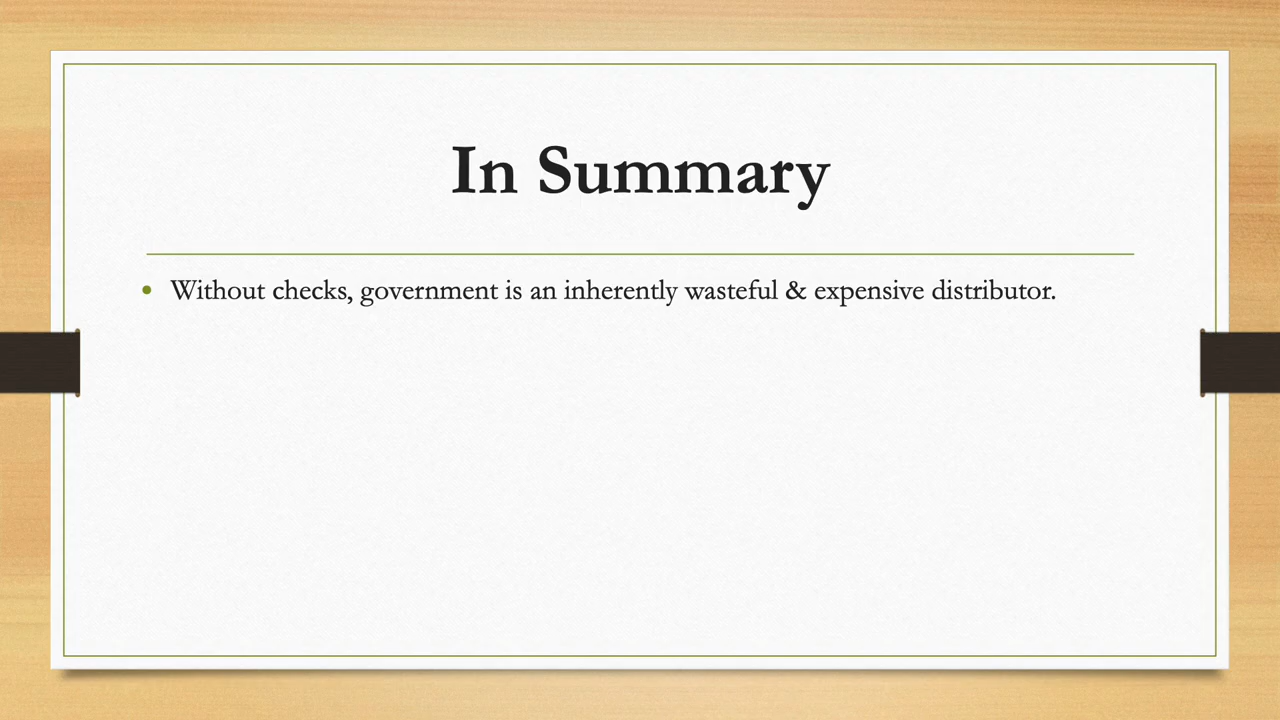 In Summary
• Without checks, government is an inherently wasteful & expensive distributor.